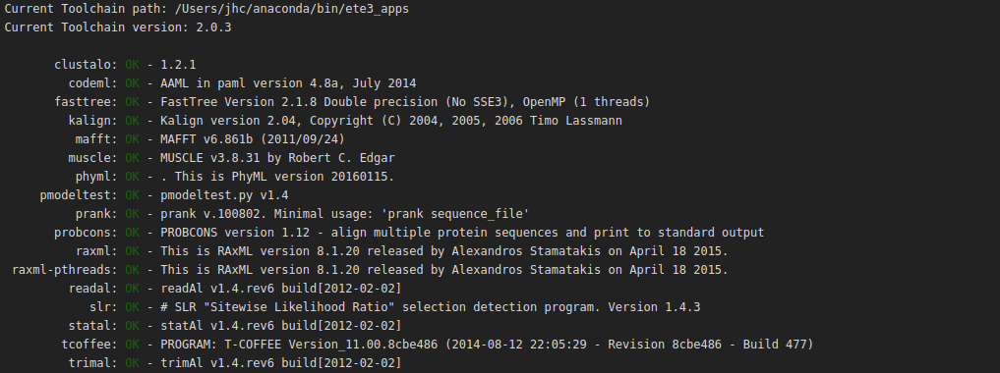 Current Toolchain path: /Users/jhc/anaconda/bin/ete3_apps
Current Toolchain version: 2.0.3
clustalo: OK - 1.2.1
codeml: OK - AAML in paml version 4.8a, July 2014
fasttree: OK - FastTree Version 2.1.8 Double precision (No SSE3), OpenMP (1 threads)
kalign: OK - Kalign version 2.04, Copyright (C) 2004, 2005, 2006 Timo Lassmann
mafft: OK - MAFFT v6.861b (2011/09/24)
muscle: OK - MUSCLE v3.8.31 by Robert C. Edgar
phyml: OK - . This is PhyML version 20160115.
pmodeltest: OK - pmodeltest.py v1.4
prank: OK - prank v.100802. Minimal usage: 'prank sequence_file'
probcons: OK - PROBCONS version 1.12 - align multiple protein sequences and print to standard output
raxml: OK - This is RAxML version 8.1.20 released by Alexandros Stamatakis on April 18 2015.
raxml-pthreads: OK - This is RAxML version 8.1.20 released by Alexandros Stamatakis on April 18 2015.
readal: OK - readAl v1.4.rev6 build[2012-02-02]
slr: OK - # SLR "Sitewise Likelihood Ratio" selection detection program. Version 1.4.3
statal: OK - statAl v1.4.rev6 build[2012-02-02]
tcoffee: OK - PROGRAM: T-COFFEE Version_11.00.8cbe486 (2014-08-12 22:05:29 - Revision 8cbe486 - Build 477)
trimal: OK - trimAl v1.4.rev6 build[2012-02-02]